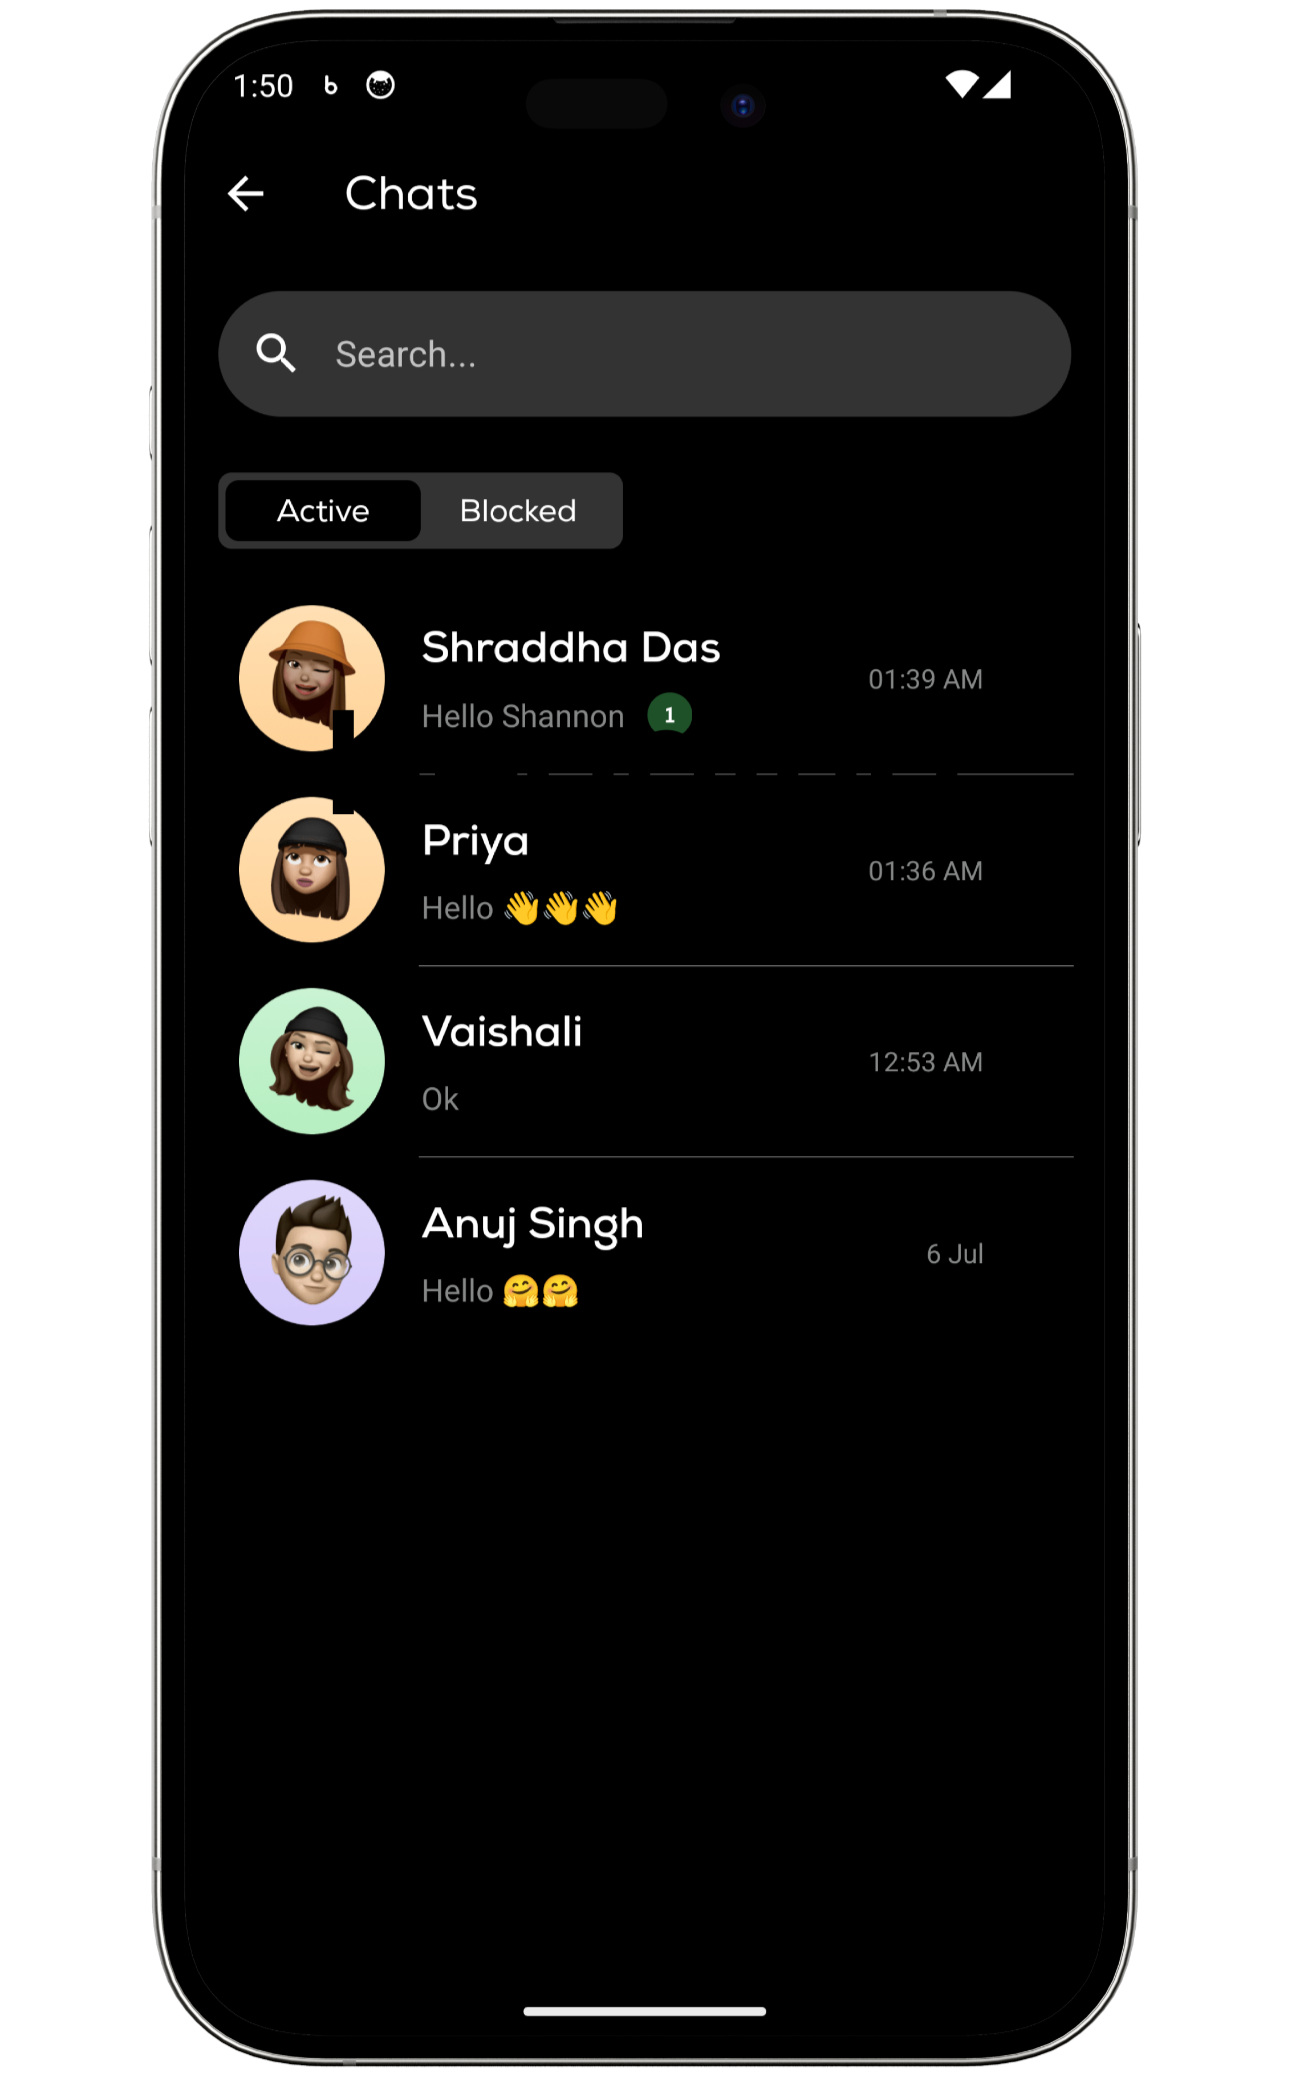 1:50
Chats
Search...
Active Blocked
Shraddha Das
01:39 AM
Hello Shannon 1
Priya
01:36 AM
Hello 👋👋👋
Vaishali
12:53 AM
Ok
Anuj Singh
6 Jul
Hello 🤗🤗